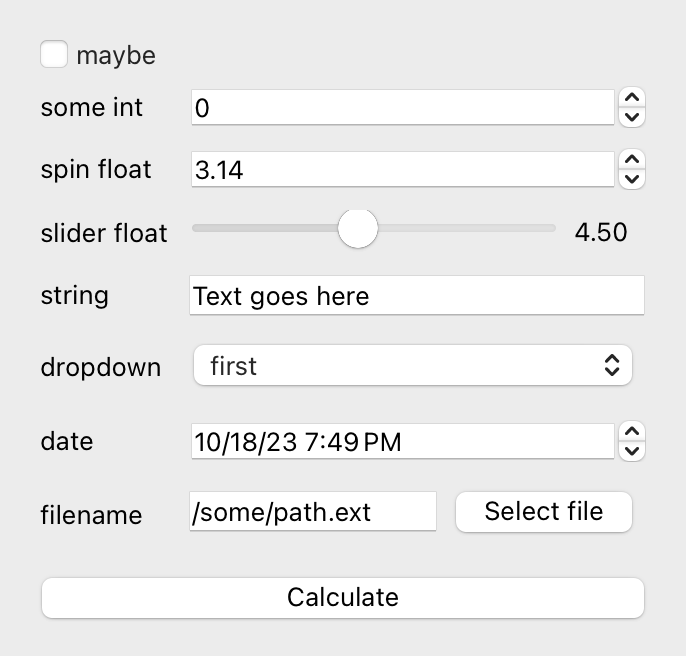 maybe
some int 0
spin float 3.14
slider float 4.50
string Text goes here
dropdown first
date 10/18/23 7:49 PM
filename /some/path.ext Select file
Calculate